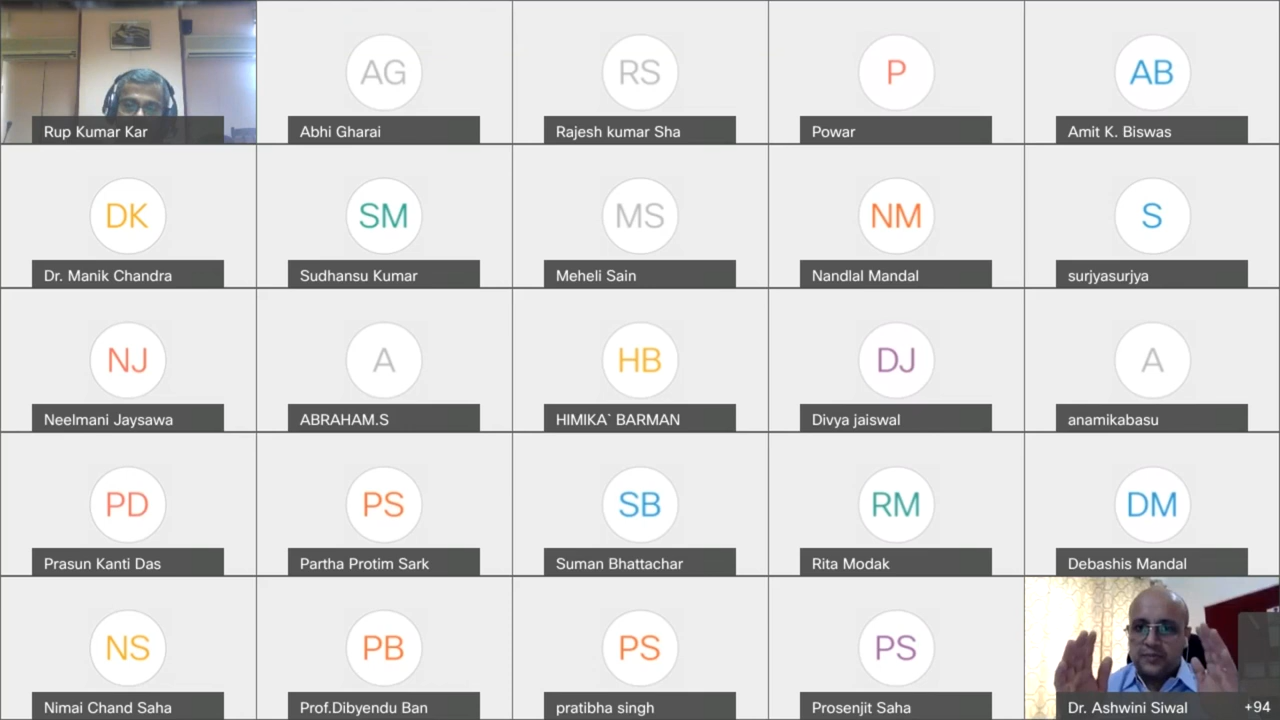 Rup Kumar Kar
AG
Abhi Gharai
RS
Rajesh kumar Sha
P
Powar
AB
Amit K. Biswas
DK
Dr. Manik Chandra
SM
Sudhansu Kumar
MS
Meheli Sain
NM
Nandlal Mandal
S
surjyasurjya
NJ
Neelmani Jaysawa
A
ABRAHAM.S
HB
HIMIKA` BARMAN
DJ
Divya jaiswal
A
anamikabasu
PD
Prasun Kanti Das
PS
Partha Protim Sark
SB
Suman Bhattachar
RM
Rita Modak
DM
Debashis Mandal
NS
Nimai Chand Saha
PB
Prof.Dibyendu Ban
PS
pratibha singh
PS
Prosenjit Saha
Dr. Ashwini Siwal
+94